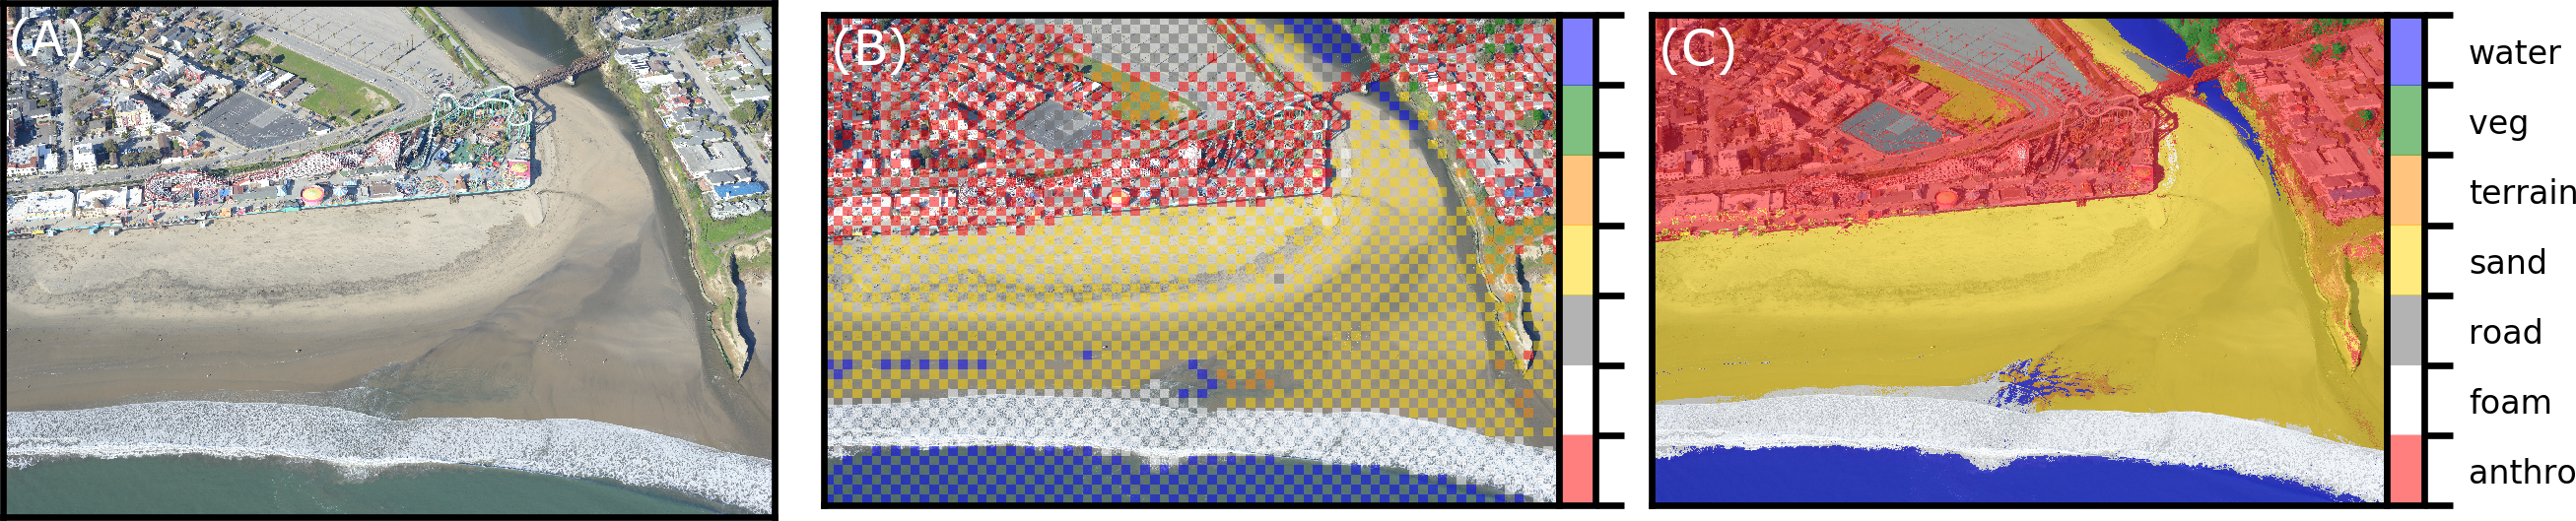 (A)
(B)
(C)
water
veg
terrain
sand
road
foam
anthro